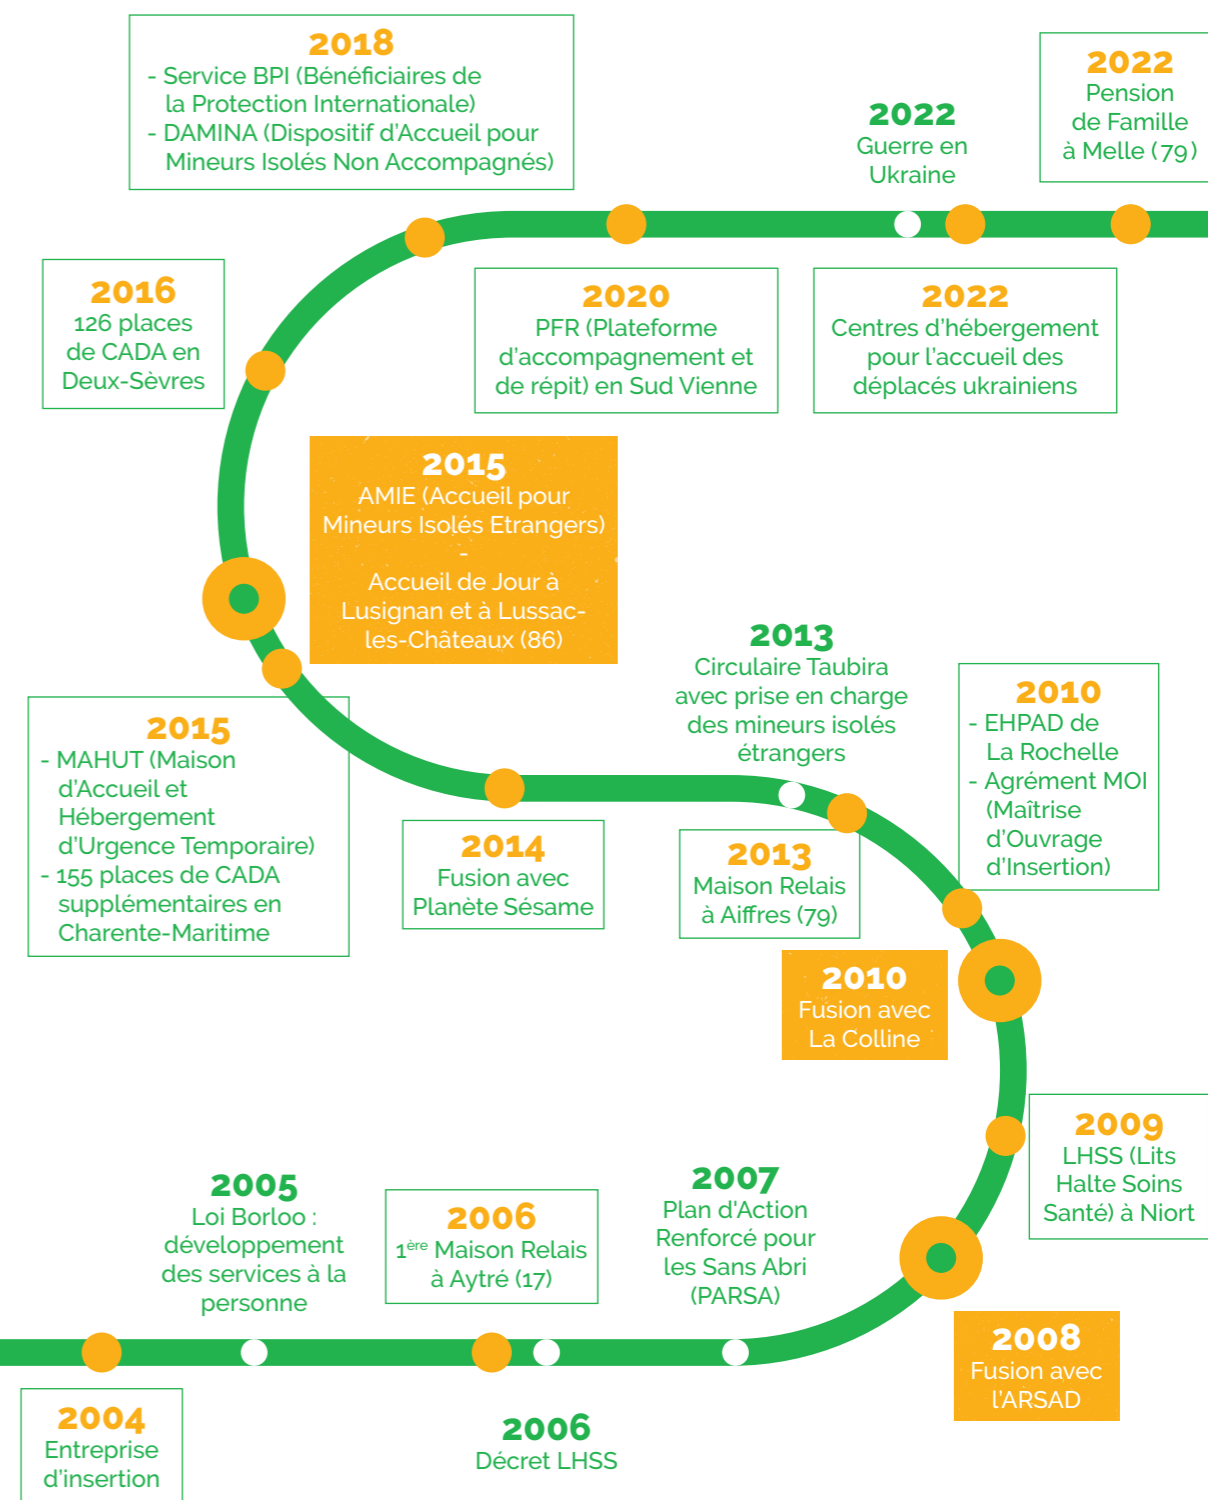 2018
- Service BPI (Bénéficiaires de
la Protection Internationale)
- DAMINA (Dispositif d'Accueil pour
Mineurs Isolés Non Accompagnés)
2022
Guerre en
Ukraine
2022
Pension
de Famille
à Melle (79)
2016
126 places
de CADA en
Deux-Sèvres
2020
PFR (Plateforme
d'accompagnement et
de répit) en Sud Vienne
2022
Centres d'hébergement
pour l'accueil des
déplacés ukrainiens
2015
AMIE (Accueil pour
Mineurs Isolés Etrangers)
-
Accueil de Jour à
Lusignan et à Lussac-
les-Châteaux (86)
2015
- MAHUT (Maison
d'Accueil et
Hébergement
d'Urgence Temporaire)
- 155 places de CADA
supplémentaires en
Charente-Maritime
2014
Fusion avec
Planète Sésame
2013
Circulaire Taubira
avec prise en charge
des mineurs isolés
étrangers
2013
Maison Relais
à Aiffres (79)
2010
- EHPAD de
La Rochelle
- Agrément MOI
(Maîtrise
d'Ouvrage
d'Insertion)
2010
Fusion avec
La Colline
2009
LHSS (Lits
Halte Soins
Santé) à Niort
2005
Loi Borloo :
développement
des services à la
personne
2006
1ère Maison Relais
à Aytré (17)
2007
Plan d'Action
Renforcé pour
les Sans Abri
(PARSA)
2008
Fusion avec
l'ARSAD
2004
Entreprise
d'insertion
2006
Décret LHSS